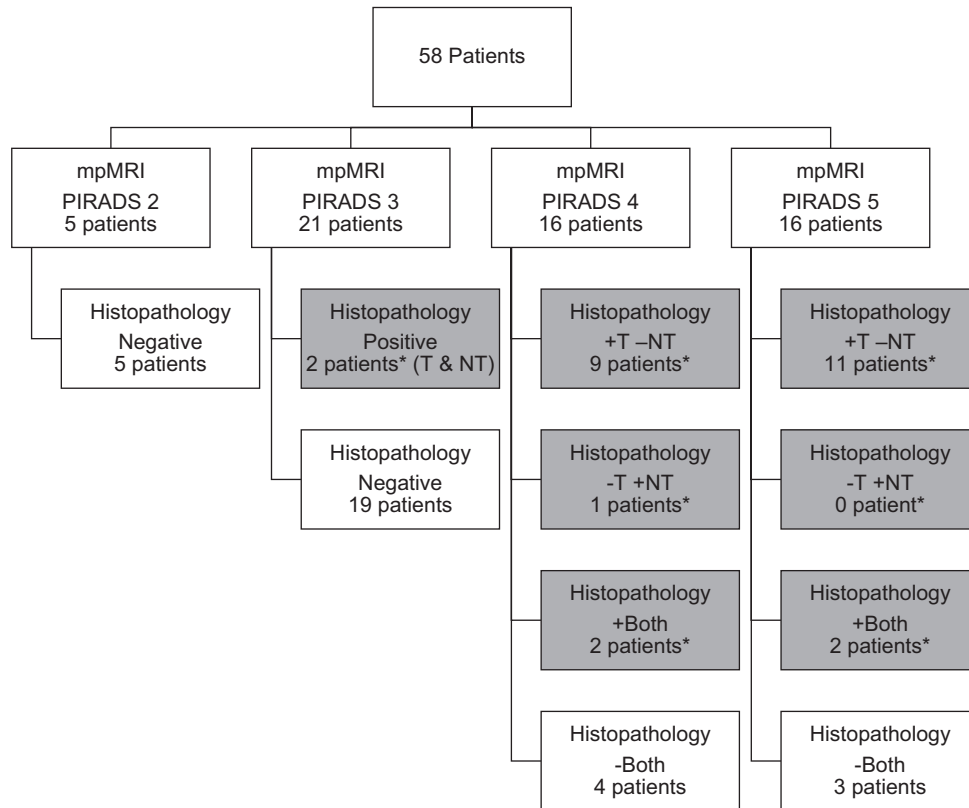 58 Patients
mpMRI
PIRADS 2
5 patients
mpMRI
PIRADS 3
21 patients
mpMRI
PIRADS 4
16 patients
mpMRI
PIRADS 5
16 patients
Histopathology
Negative
5 patients
Histopathology
Positive
2 patients* (T & NT)
Histopathology
+T –NT
9 patients*
Histopathology
+T –NT
11 patients*
Histopathology
Negative
19 patients
Histopathology
-T +NT
1 patients*
Histopathology
-T +NT
0 patient*
Histopathology
+Both
2 patients*
Histopathology
+Both
2 patients*
Histopathology
-Both
4 patients
Histopathology
-Both
3 patients